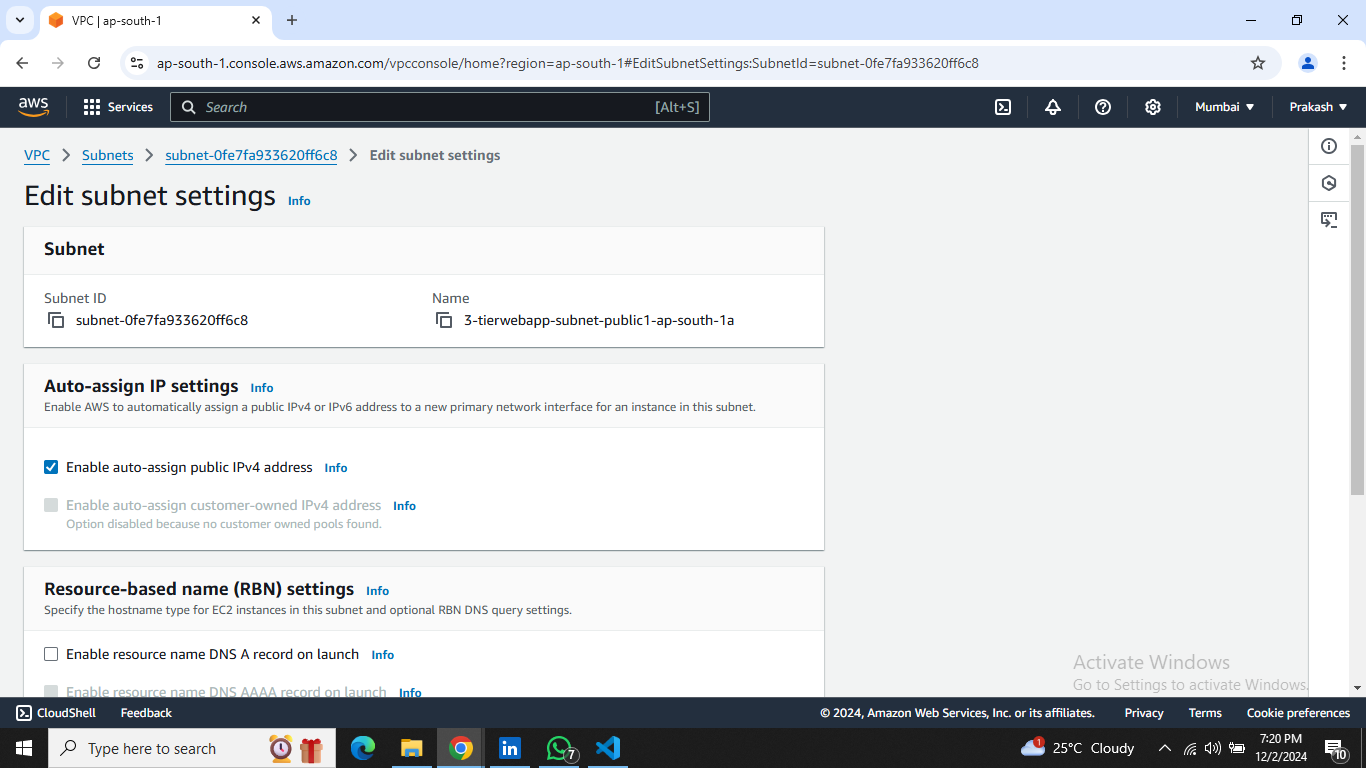 VPC | ap-south-1
ap-south-1.console.aws.amazon.com/vpcconsole/home?region=ap-south-1#EditSubnetSettings:SubnetId=subnet-0fe7fa933620ff6c8
aws Services Search [Alt+S] Mumbai Prakash
VPC Subnets subnet-0fe7fa933620ff6c8 Edit subnet settings
Edit subnet settings Info
Subnet
Subnet ID Name
subnet-0fe7fa933620ff6c8 3-tierwebapp-subnet-public1-ap-south-1a
Auto-assign IP settings Info
Enable AWS to automatically assign a public IPv4 or IPv6 address to a new primary network interface for an instance in this subnet.
Enable auto-assign public IPv4 address Info
Enable auto-assign customer-owned IPv4 address Info
Option disabled because no customer owned pools found.
Resource-based name (RBN) settings Info
Specify the hostname type for EC2 instances in this subnet and optional RBN DNS query settings.
Enable resource name DNS A record on launch Info
Enable resource name DNS AAAA record on launch Info
Activate Windows
Go to Settings to activate Windows.
CloudShell Feedback © 2024, Amazon Web Services, Inc. or its affiliates. Privacy Terms Cookie preferences
Type here to search 7 1 25°C Cloudy 7:20 PM
12/2/2024 10